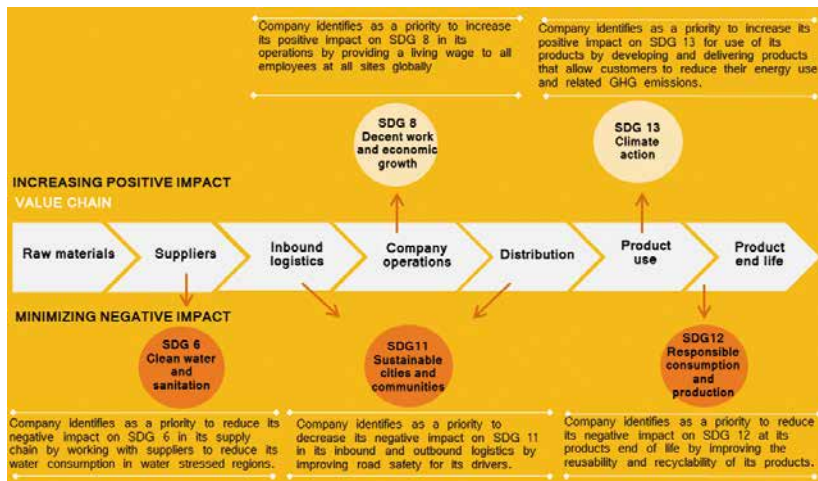 Company identifies as a priority to increase
its positive impact on SDG 8 in its
operations by providing a living wage to all
employees at all sites globally
Company identifies as a priority to increase its
positive impact on SDG 13 for use of its
products by developing and delivering products
that allow customers to reduce their energy use
and related GHG emissions.
SDG 8
Decent work
and economic
growth
SDG 13
Climate
action
INCREASING POSITIVE IMPACT
VALUE CHAIN
Raw materials
Suppliers
Inbound
logistics
Company
operations
Distribution
Product
use
Product
end life
MINIMIZING NEGATIVE IMPACT
SDG 6
Clean water
and
sanitation
SDG11
Sustainable
cities and
communities
SDG12
Responsible
consumption
and
production
Company identifies as a priority to reduce its
negative impact on SDG 6 in its supply
chain by working with suppliers to reduce its
water consumption in water stressed regions.
Company identifies as a priority to
decrease its negative impact on SDG 11
in its inbound and outbound logistics by
improving road safety for its drivers.
Company identifies as a priority to reduce
its negative impact on SDG 12 at its
products end of life by improving the
reusability and recyclability of its products.